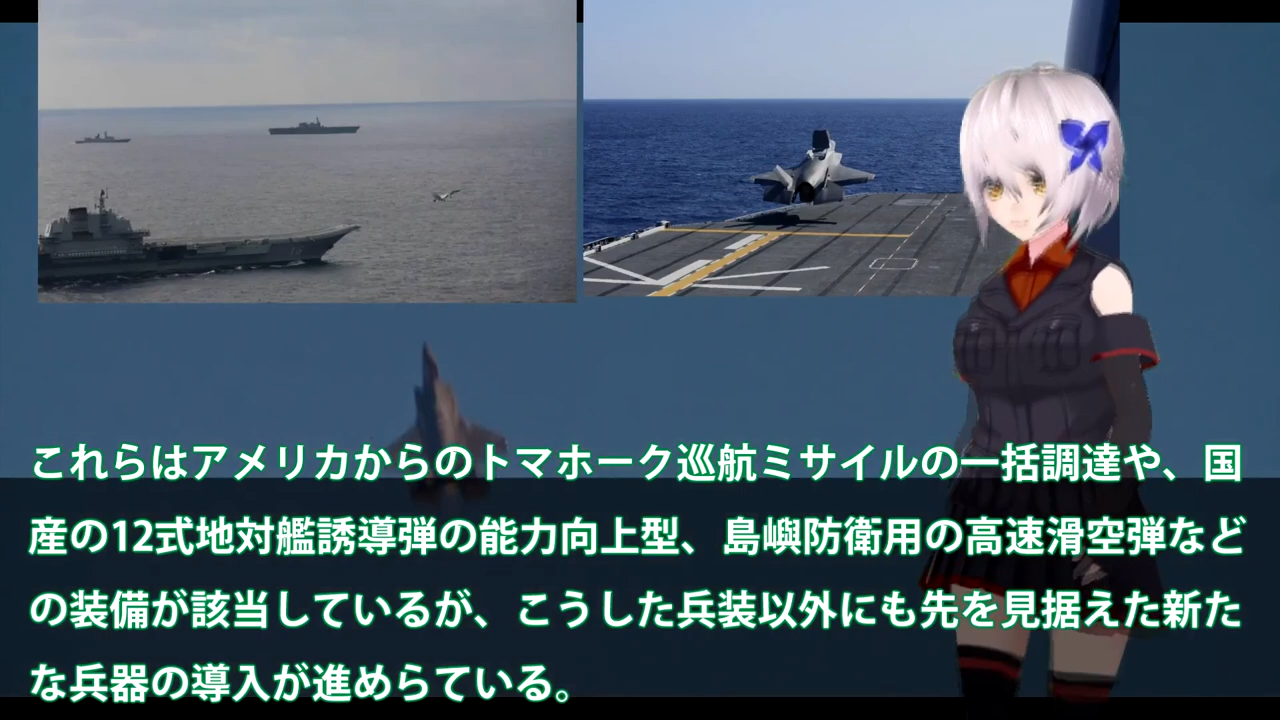 これらはアメリカからのトマホーク巡航ミサイルの一括調達や、国
産の12式地対艦誘導弾の能力向上型、島嶼防衛用の高速滑空弾など
の装備が該当しているが、こうした兵装以外にも先を見据えた新た
な兵器の導入が進められている。